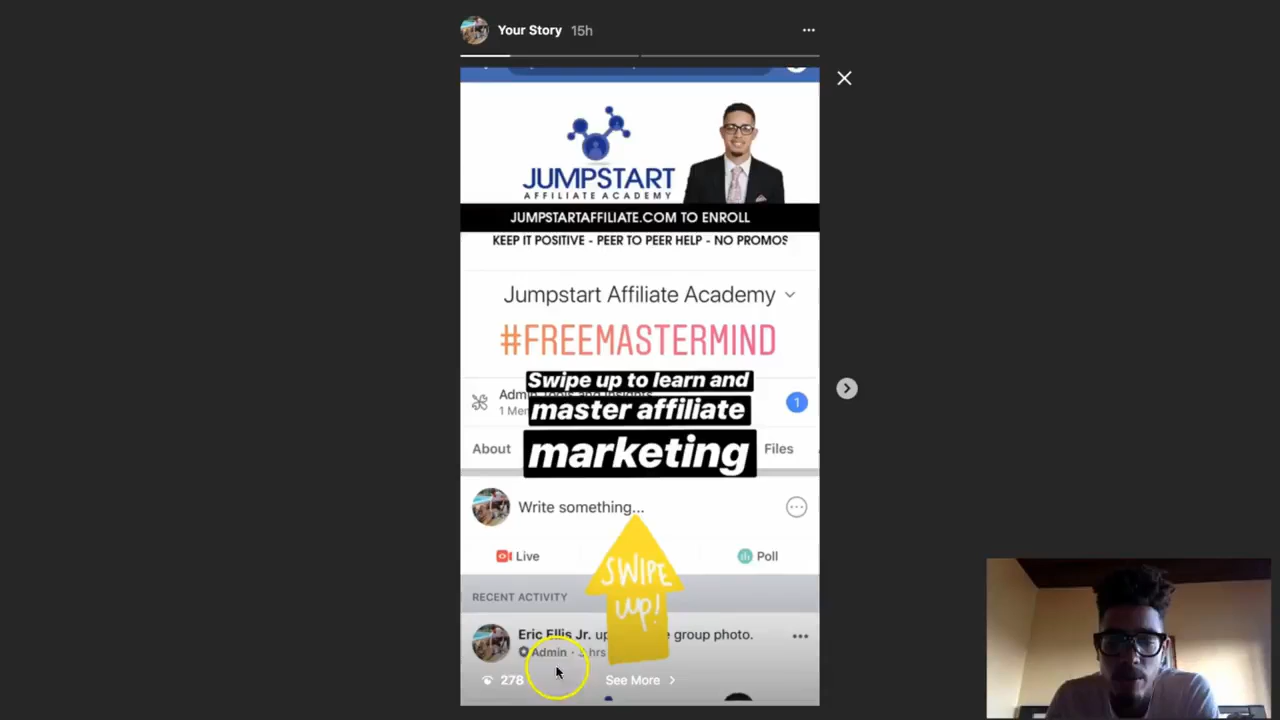 Your Story 15h
JUMPSTART
AFFILIATE ACADEMY
JUMPSTARTAFFILIATE.COM TO ENROLL
KEEP IT POSITIVE - PEER TO PEER HELP - NO PROMOS
Jumpstart Affiliate Academy
#FREEMASTERMIND
Swipe up to learn and
master affiliate
marketing
1
About
Files
Write something...
Live
Poll
SWIPE
UP!
RECENT ACTIVITY
Eric Ellis Jr. group photo.
Admin · hrs
278
See More